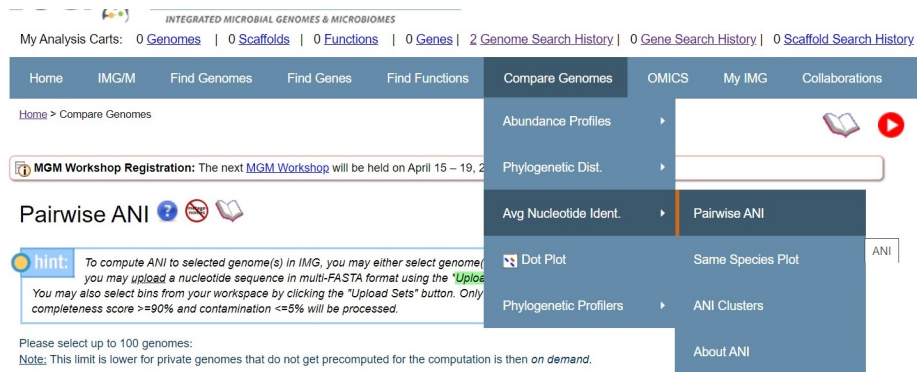 INTEGRATED MICROBIAL GENOMES & MICROBIOMES
My Analysis Carts: 0 Genomes | 0 Scaffolds | 0 Functions | 0 Genes | 2 Genome Search History | 0 Gene Search History | 0 Scaffold Search History
Home IMG/M Find Genomes Find Genes Find Functions Compare Genomes OMICS My IMG Collaborations
Home > Compare Genomes
Abundance Profiles
MGM Workshop Registration: The next MGM Workshop will be held on April 15 – 19, 2
Phylogenetic Dist.
Pairwise ANI
Avg Nucleotide Ident.
Pairwise ANI
ANI
hint: To compute ANI to selected genome(s) in IMG, you may either select genome(
you may upload a nucleotide sequence in multi-FASTA format using the "Uploa
You may also select bins from your workspace by clicking the "Upload Sets" button. Only
completeness score >=90% and contamination <=5% will be processed.
Dot Plot
Same Species Plot
Phylogenetic Profilers
ANI Clusters
About ANI
Please select up to 100 genomes:
Note: This limit is lower for private genomes that do not get precomputed for the computation is then on demand.